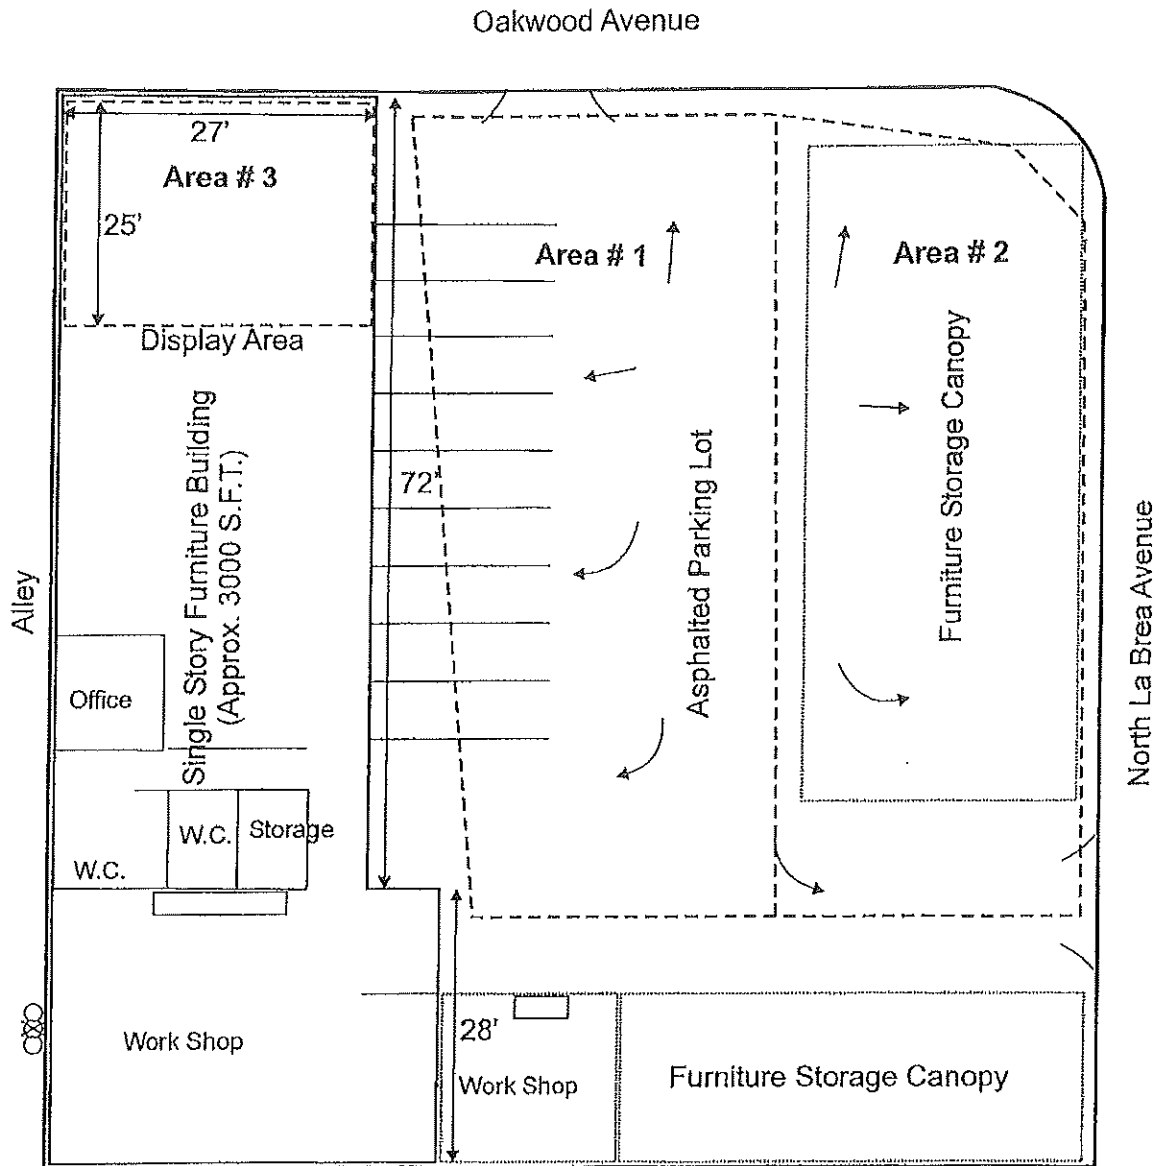 Oakwood Avenue
27'
Area # 3
25'
Display Area
Single Story Furniture Building
(Approx. 3000 S.F.T.)
Alley
Office
W.C.
W.C.
Storage
Work Shop
72'
Area # 1
Asphalted Parking Lot
Area # 2
Furniture Storage Canopy
North La Brea Avenue
28'
Work Shop
Furniture Storage Canopy